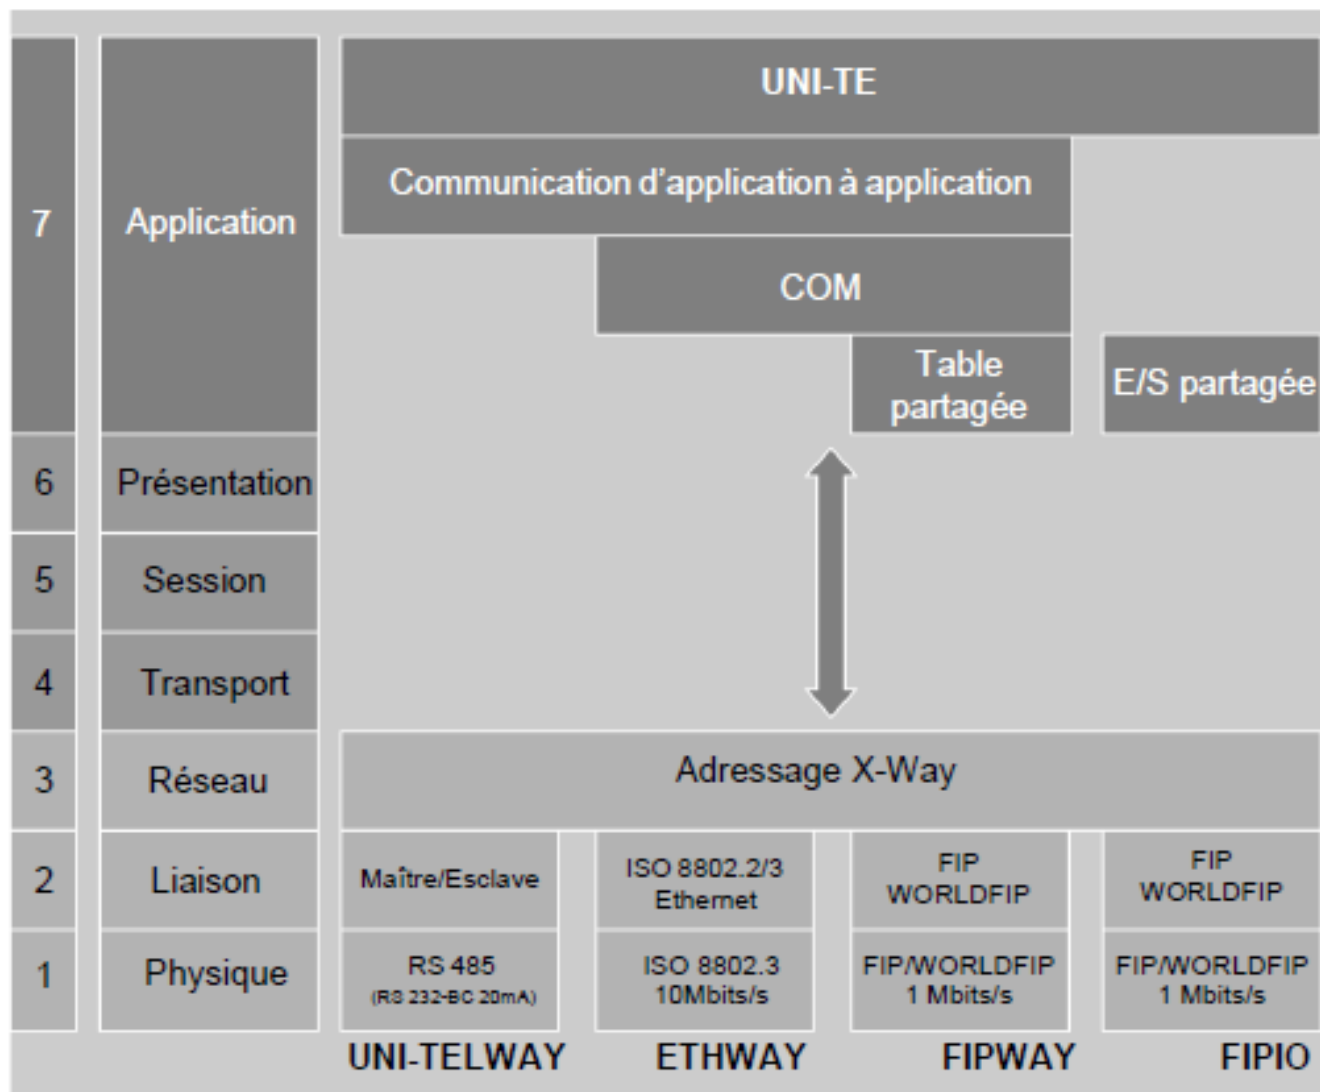 UNI-TE
Communication d'application à application
7
Application
COM
Table
partagée
E/S partagée
6
Présentation
5
Session
4
Transport
3
Réseau
Adressage X-Way
2
Liaison
Maître/Esclave
ISO 8802.2/3
Ethernet
FIP
WORLDFIP
FIP
WORLDFIP
1
Physique
RS 485
(RS 232-BC 20mA)
ISO 8802.3
10Mbits/s
FIP/WORLDFIP
1 Mbits/s
FIP/WORLDFIP
1 Mbits/s
UNI-TELWAY
ETHWAY
FIPWAY
FIPIO